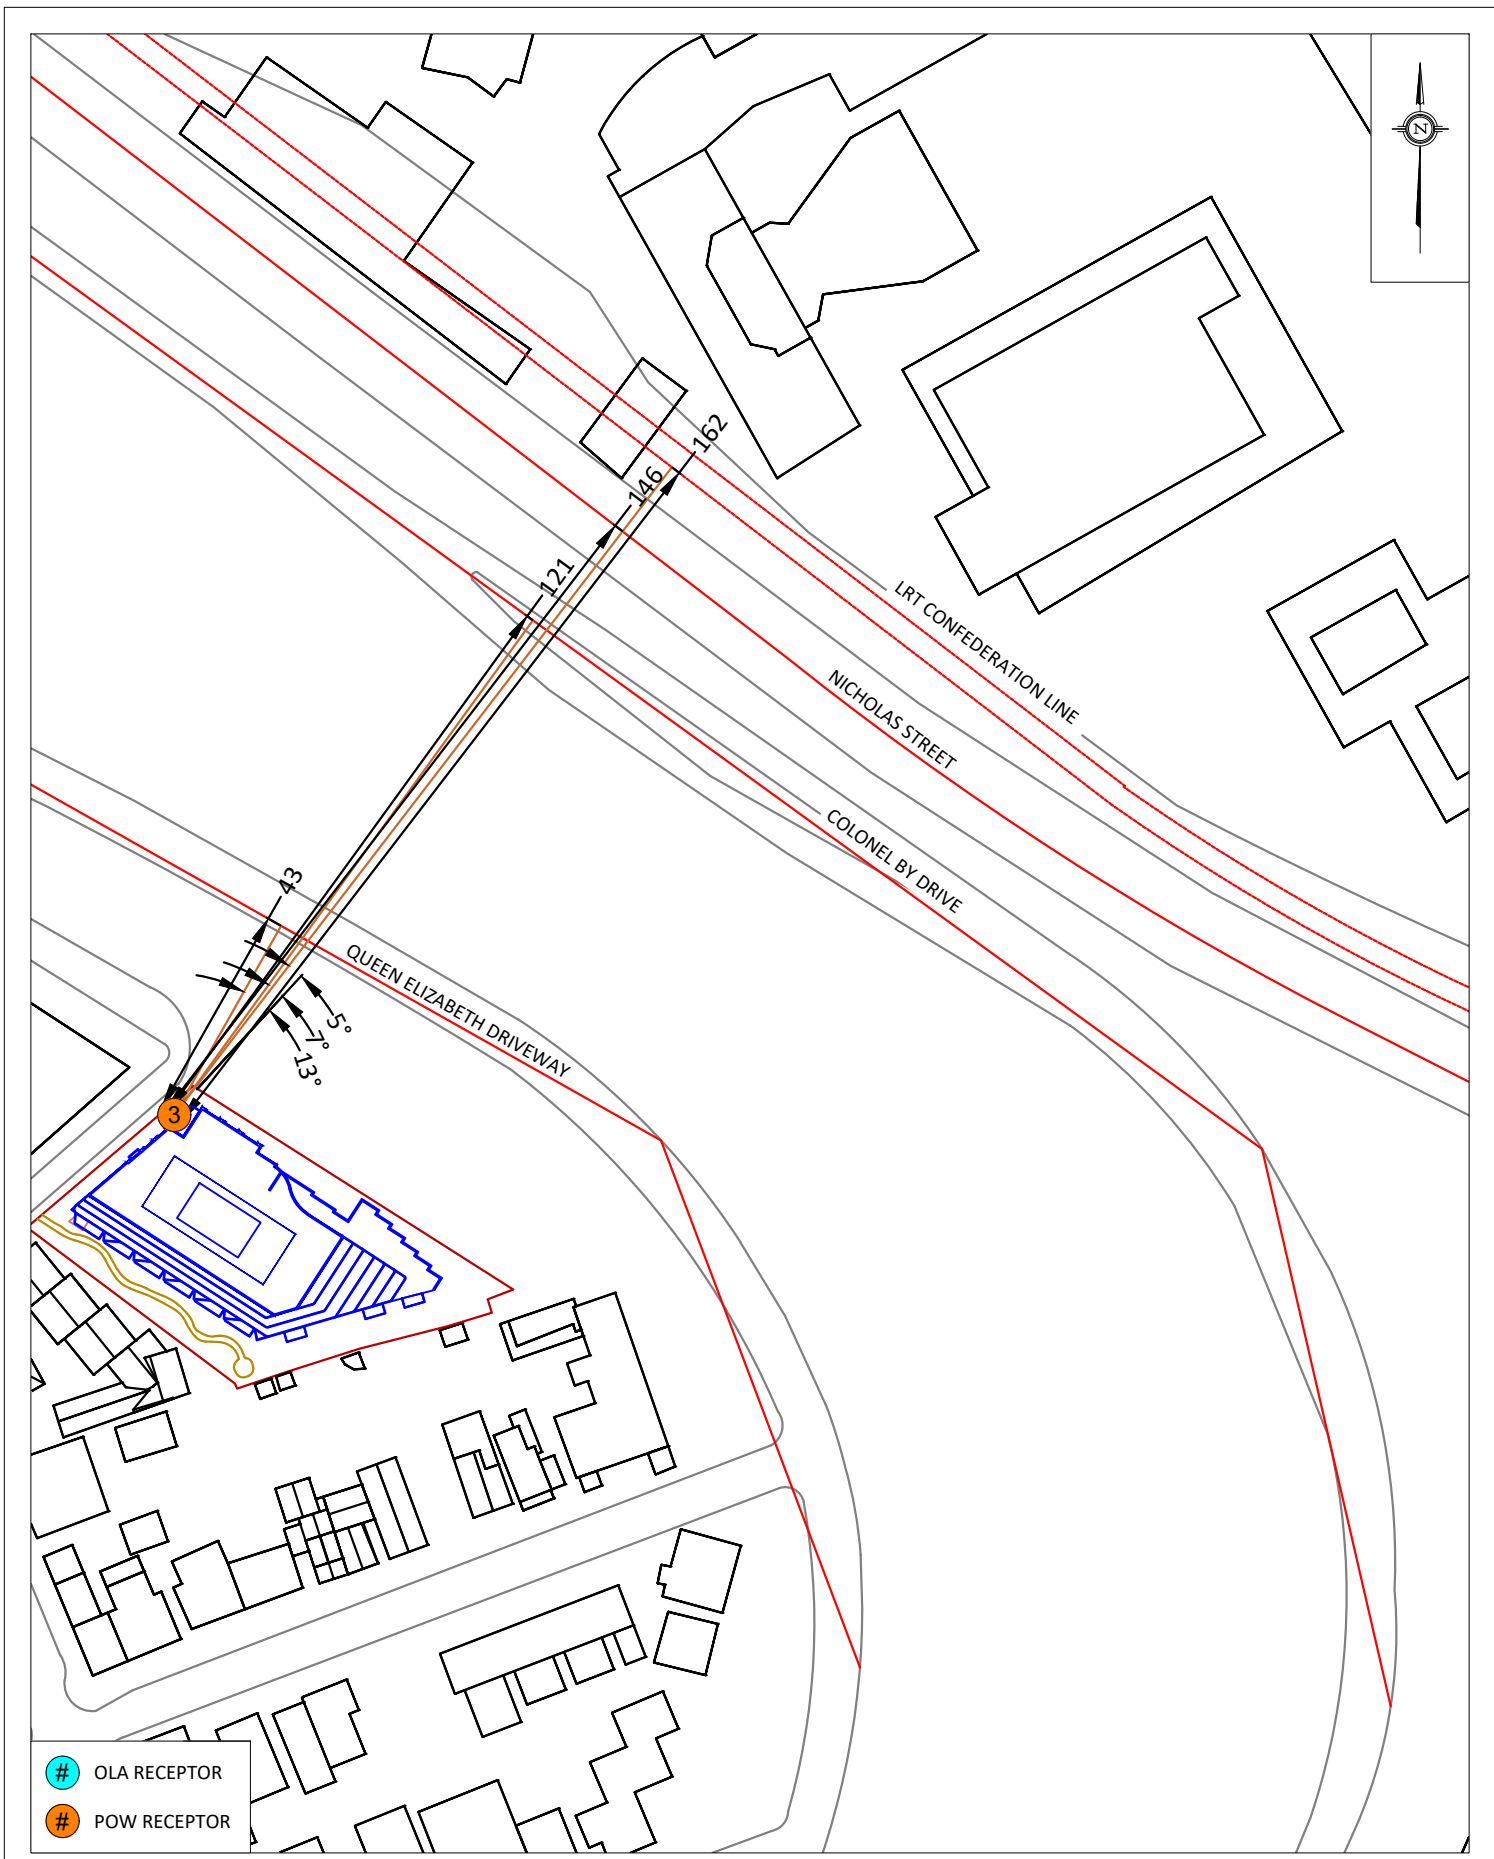 N
162
146
121
LRT CONFEDERATION LINE
NICHOLAS STREET
COLONEL BY DRIVE
43
QUEEN ELIZABETH DRIVEWAY
5°
7°
13°
3
# OLA RECEPTOR
# POW RECEPTOR